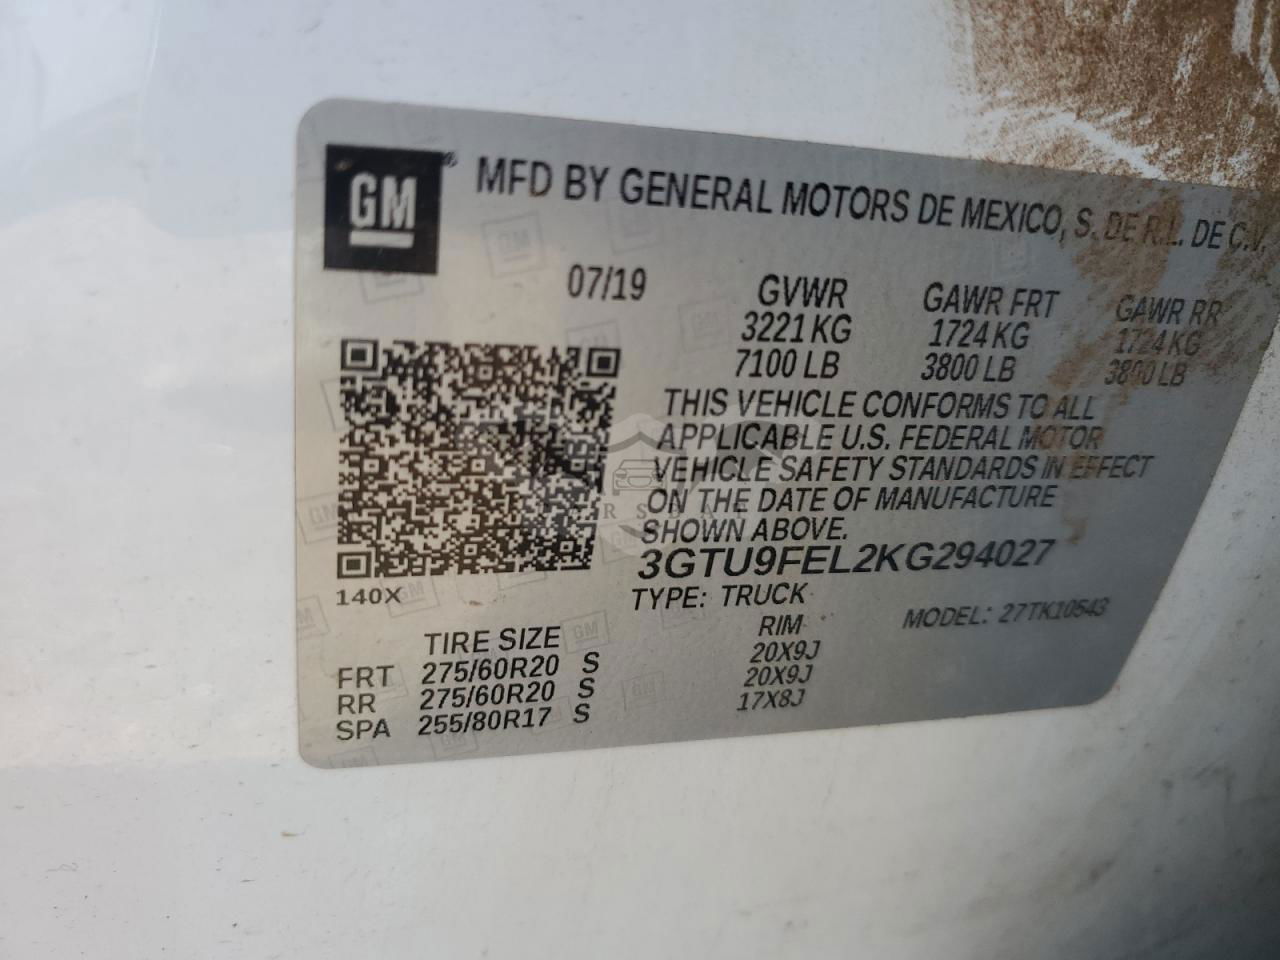 GM
MFD BY GENERAL MOTORS DE MEXICO, S. DE R.L. DE C.V.
07/19 GVWR GAWR FRT GAWR RR
3221 KG 1724 KG 1724 KG
7100 LB 3800 LB 3800 LB
THIS VEHICLE CONFORMS TO ALL
APPLICABLE U.S. FEDERAL MOTOR
VEHICLE SAFETY STANDARDS IN EFFECT
ON THE DATE OF MANUFACTURE
SHOWN ABOVE.
3GTU9FEL2KG294027
140X
TYPE: TRUCK MODEL: 27TK10543
TIRE SIZE RIM
FRT 275/60R20 S 20X9J
RR 275/60R20 S 20X9J
SPA 255/80R17 S 17X8J